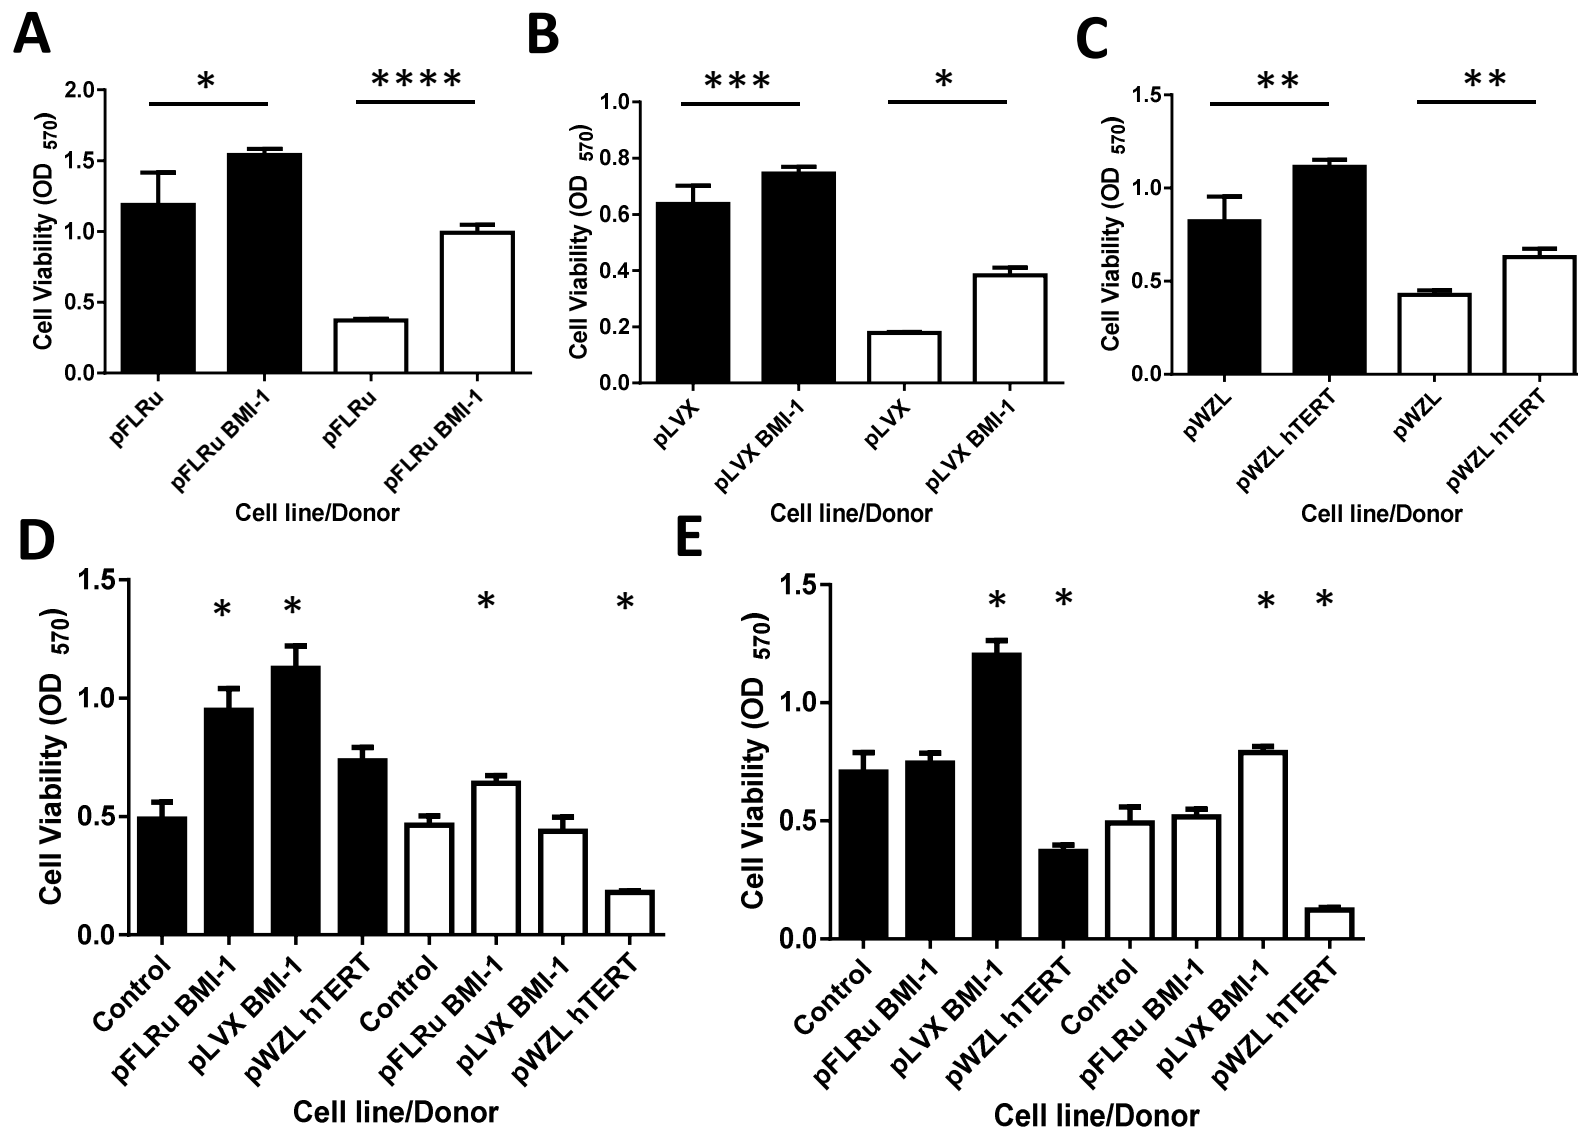 A
* ****
Cell Viability (OD 570)
2.0
1.5
1.0
0.5
0.0
pFLRu
pFLRu BMI-1
pFLRu
pFLRu BMI-1
Cell line/Donor
B
*** *
Cell Viability (OD 570)
1.0
0.8
0.6
0.4
0.2
0.0
pLVX
pLVX BMI-1
pLVX
pLVX BMI-1
Cell line/Donor
C
** **
Cell Viability (OD 570)
1.5
1.0
0.5
0.0
pWZL
pWZL hTERT
pWZL
pWZL hTERT
Cell line/Donor
D
* * * *
Cell Viability (OD 570)
1.5
1.0
0.5
0.0
Control
pFLRu BMI-1
pLVX BMI-1
pWZL hTERT
Control
pFLRu BMI-1
pLVX BMI-1
pWZL hTERT
Cell line/Donor
E
* * * *
Cell Viability (OD 570)
1.5
1.0
0.5
0.0
Control
pFLRu BMI-1
pLVX BMI-1
pWZL hTERT
Control
pFLRu BMI-1
pLVX BMI-1
pWZL hTERT
Cell line/Donor